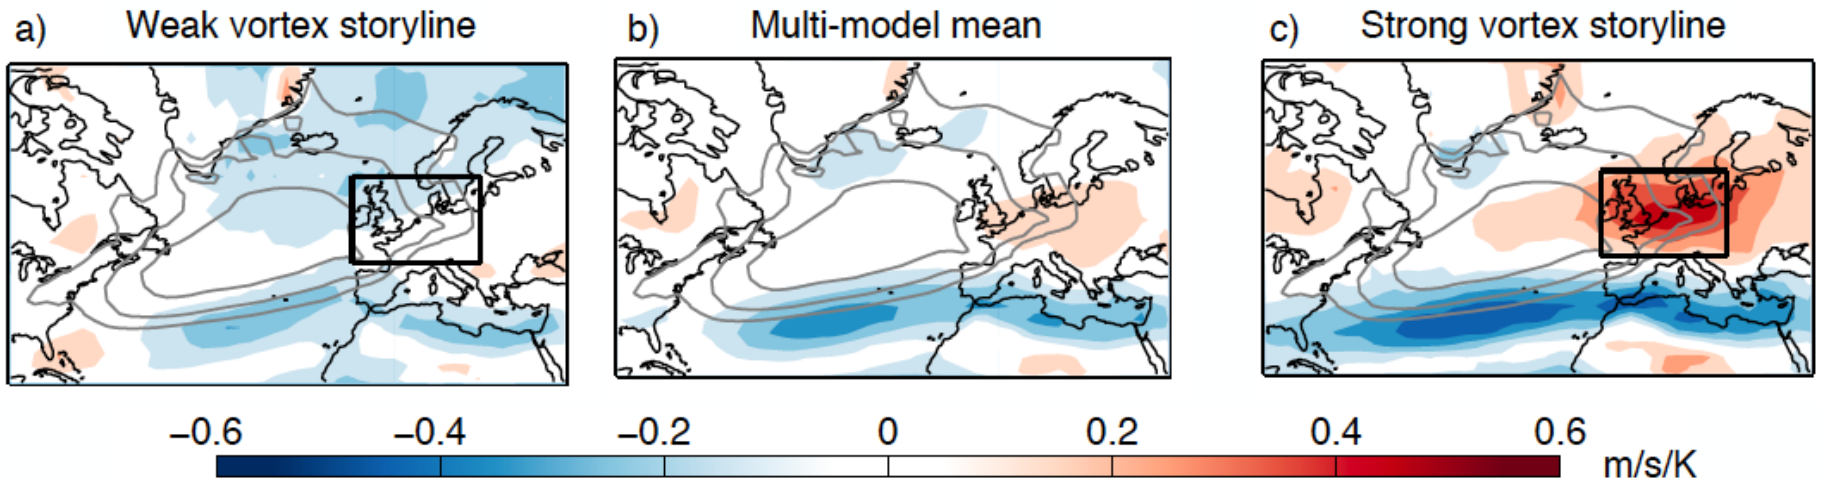 a) Weak vortex storyline
b) Multi-model mean
c) Strong vortex storyline
−0.6 −0.4 −0.2 0 0.2 0.4 0.6 m/s/K